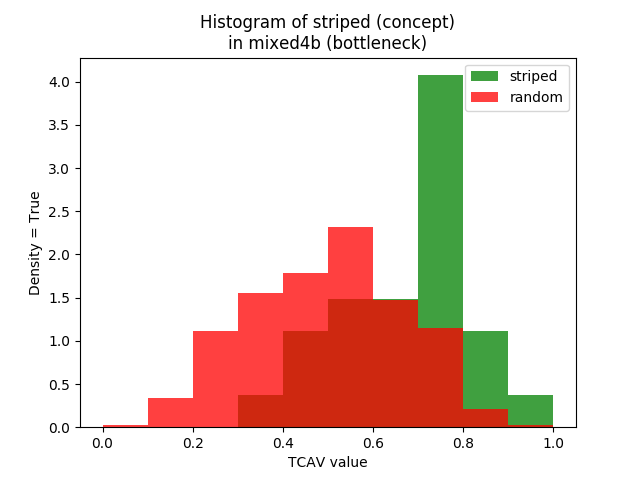 Histogram of striped (concept)
in mixed4b (bottleneck)
striped
random
4.0
3.5
3.0
2.5
2.0
1.5
1.0
0.5
0.0
Density = True
0.0 0.2 0.4 0.6 0.8 1.0
TCAV value